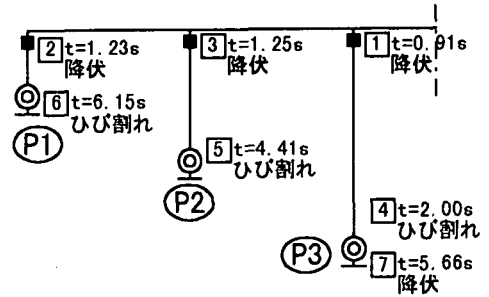 2 t=1.23s
降伏
3 t=1.25s
降伏
1 t=0.91s
降伏
6 t=6.15s
ひび割れ
P1
5 t=4.41s
ひび割れ
P2
4 t=2.00s
ひび割れ
P3
7 t=5.66s
降伏